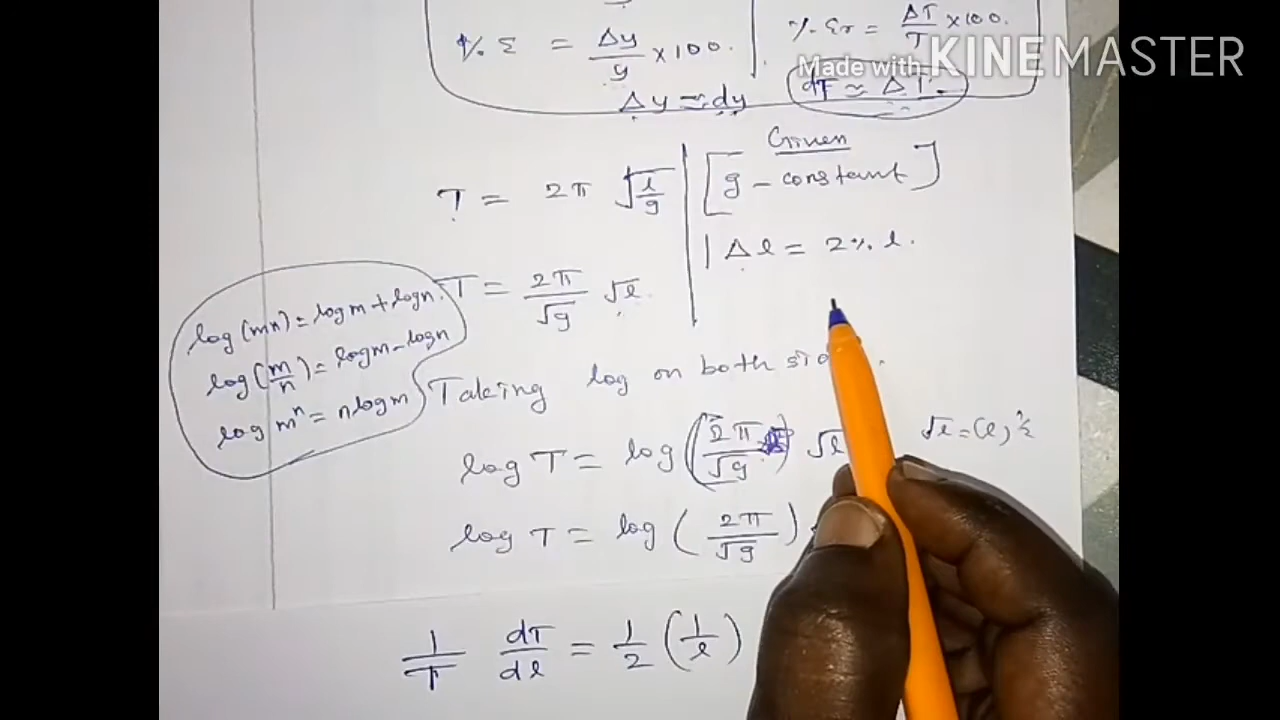 % Ԑ = Δy/y × 100.
% Ԑr = ΔT/T × 100.
Made with KINEMASTER
Δy ≃ dy
dT ≃ ΔT.
Given
T = 2π √(l/g)
[g - constant]
Δl = 2% l.
T = 2π/√g √l.
log(mn) = log m + log n.
log(m/n) = log m - log n
log mⁿ = n log m
Taking log on both
log T = log (2π/√g) √l
√l = (l)^½
log T = log (2π/√g)
1/T dT/dl = 1/2 (1/l)